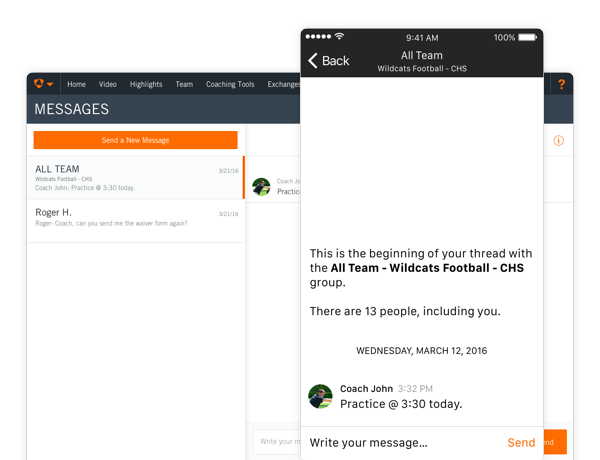 9:41 AM
100%
Back
All Team
Wildcats Football - CHS
Home Video Highlights Team Coaching Tools Exchanges
?
MESSAGES
Send a New Message
ALL TEAM 3/21/16
Wildcats Football - CHS
Coach John: Practice @ 3:30 today.
Roger H. 3/21/16
Roger: Coach, can you send me the waiver form again?
Coach Jo
Practic
This is the beginning of your thread with
the All Team - Wildcats Football - CHS
group.
There are 13 people, including you.
WEDNESDAY, MARCH 12, 2016
Coach John 3:32 PM
Practice @ 3:30 today.
Write your m
Write your message... Send
end